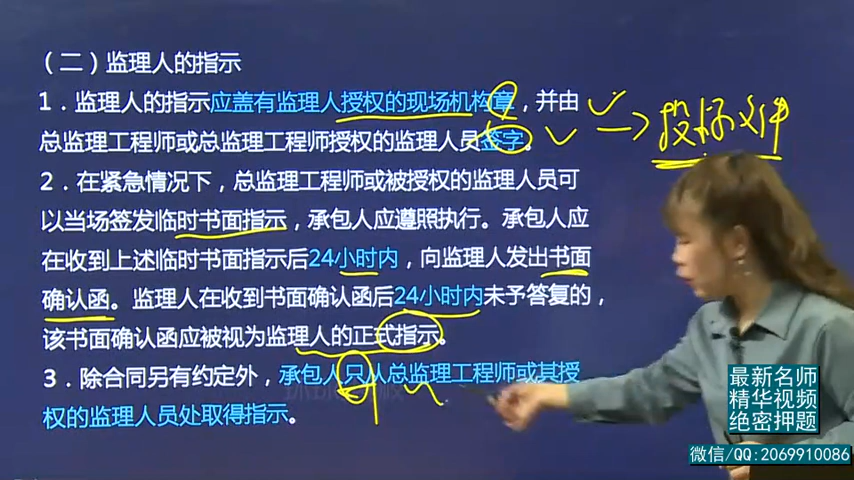 （二）监理人的指示
1．监理人的指示应盖有监理人授权的现场机构章，并由
总监理工程师或总监理工程师授权的监理人员签字。
投标文件
2．在紧急情况下，总监理工程师或被授权的监理人员可
以当场签发临时书面指示，承包人应遵照执行。承包人应
在收到上述临时书面指示后24小时内，向监理人发出书面
确认函。监理人在收到书面确认函后24小时内未予答复的，
该书面确认函应被视为监理人的正式指示。
3．除合同另有约定外，承包人只从总监理工程师或其授
权的监理人员处取得指示。
最新名师
精华视频
绝密押题
微信/QQ:2069910086